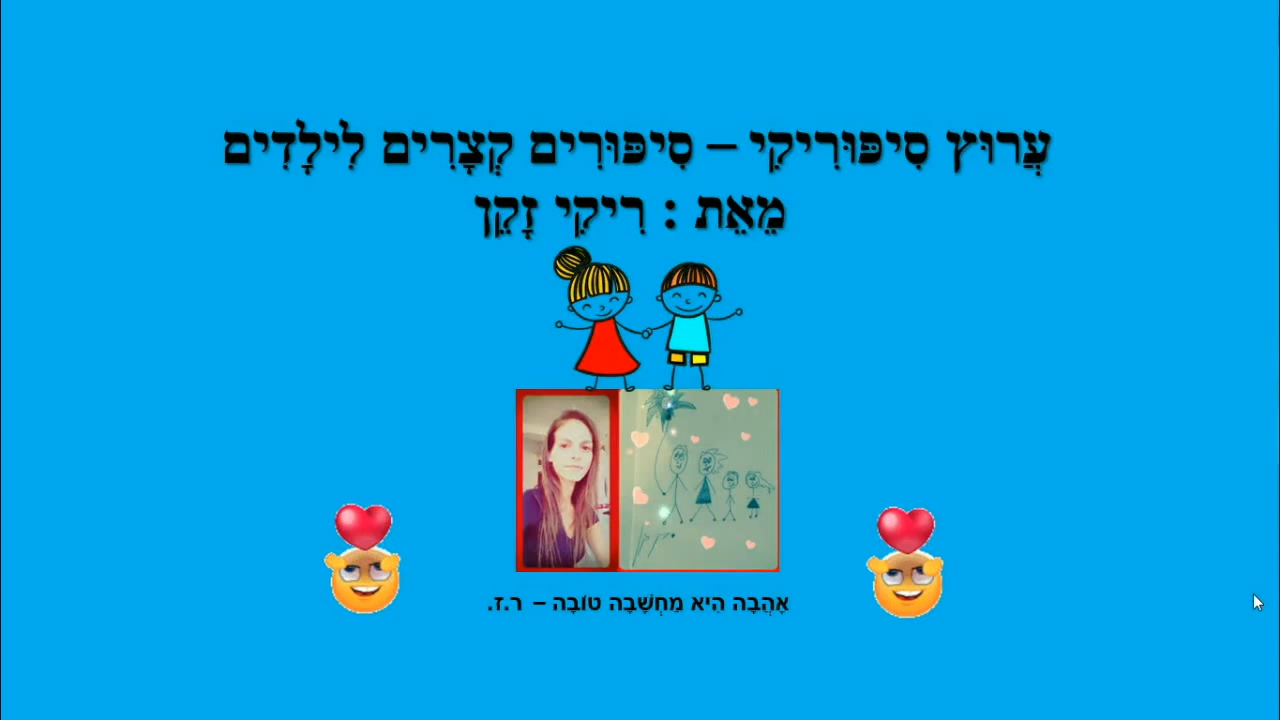 עֲרוּץ סִיפּוּרִיקִי – סִיפּוּרִים קְצָרִים לִילָדִים
מֵאֵת : רִיקִי זָקֵן
אַהֲבָה הִיא מַחְשָׁבָה טוֹבָה – ר.ז.